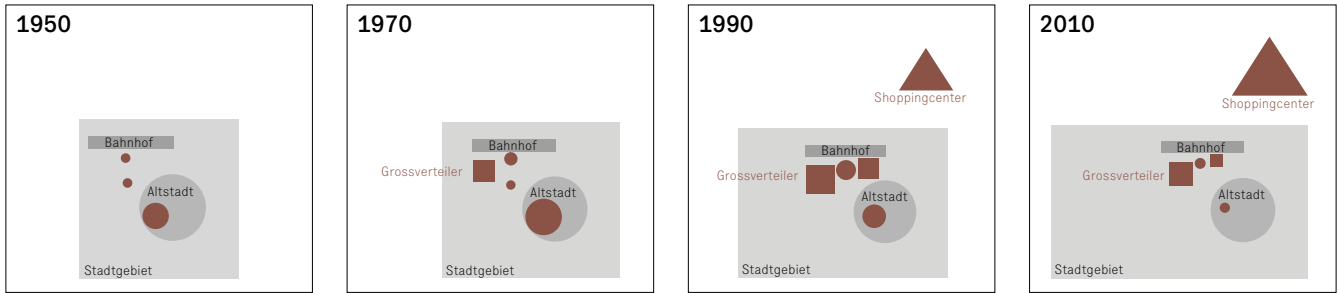 1950
Bahnhof
Altstadt
Stadtgebiet
1970
Bahnhof
Grossverteiler
Altstadt
Stadtgebiet
1990
Shoppingcenter
Bahnhof
Grossverteiler
Altstadt
Stadtgebiet
2010
Shoppingcenter
Bahnhof
Grossverteiler
Altstadt
Stadtgebiet